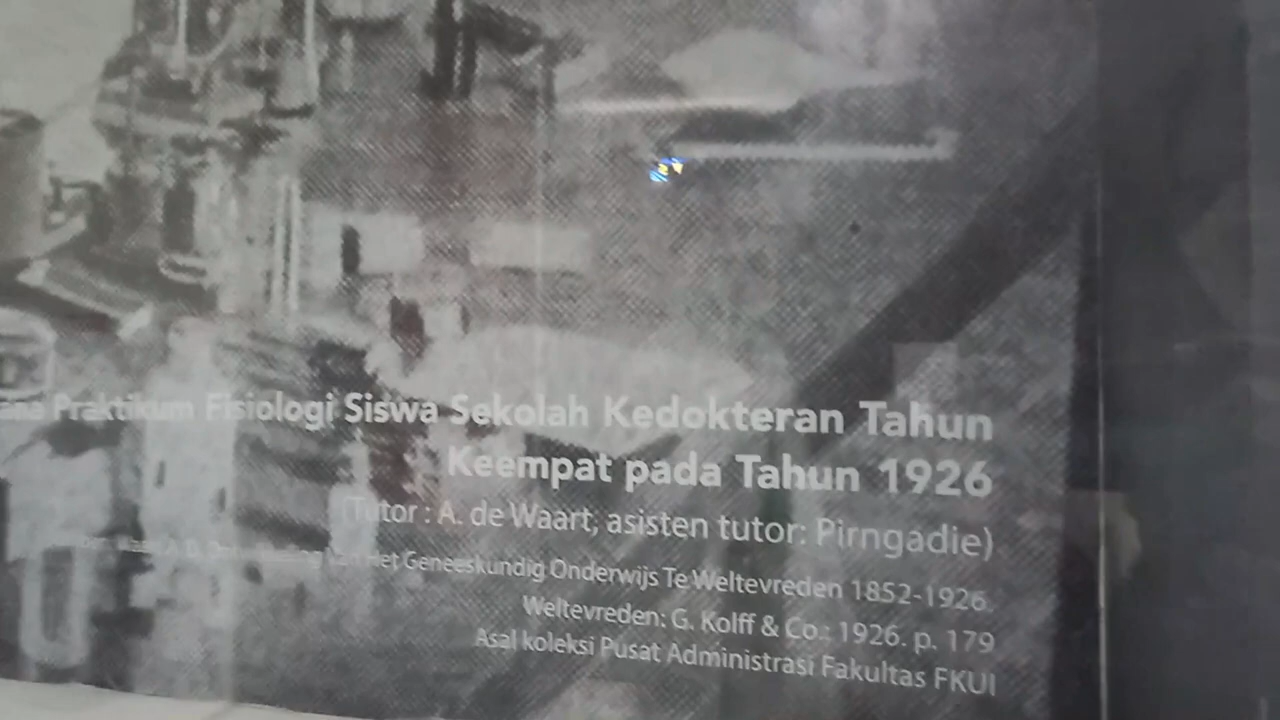 Praktikum Fisiologi Siswa Sekolah Kedokteran Tahun
Keempat pada Tahun 1926
(Tutor : A. de Waart, asisten tutor: Pirngadie)
Het Geneeskundig Onderwijs Te Weltevreden 1852-1926.
Weltevreden: G. Kolff & Co.: 1926. p. 179
Asal koleksi Pusat Administrasi Fakultas FKUI